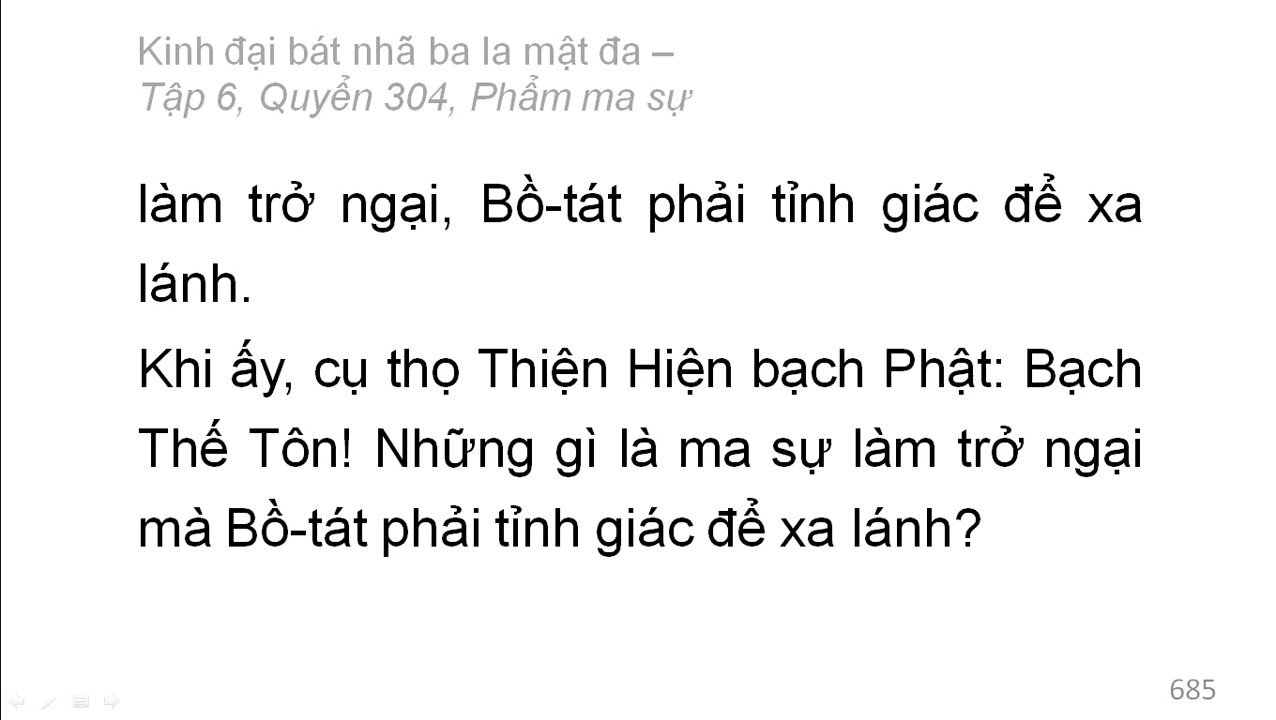 Kinh đại bát nhã ba la mật đa –
Tập 6, Quyển 304, Phẩm ma sự
làm trở ngại, Bồ-tát phải tỉnh giác để xa
lánh.
Khi ấy, cụ thọ Thiện Hiện bạch Phật: Bạch
Thế Tôn! Những gì là ma sự làm trở ngại
mà Bồ-tát phải tỉnh giác để xa lánh?
685